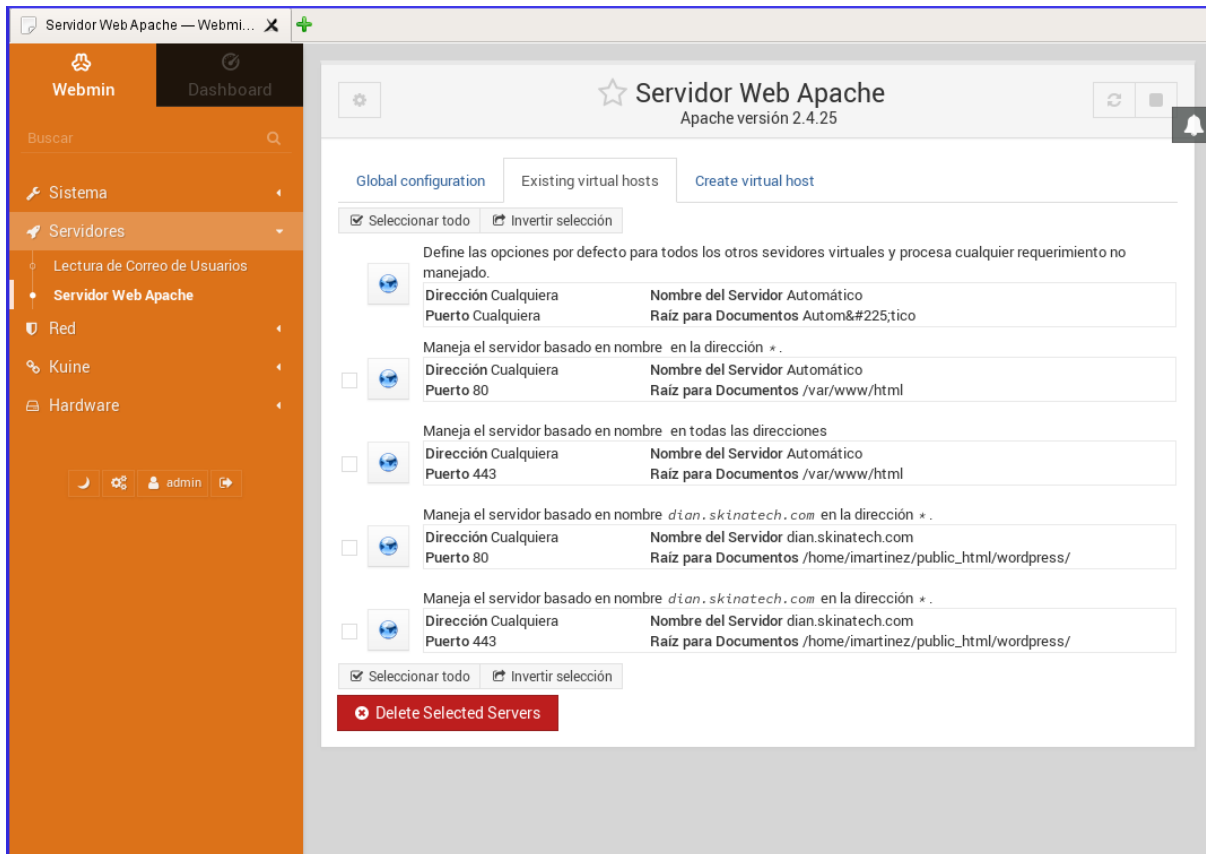 Servidor Web Apache — Webmi...
Webmin
Dashboard
Buscar
Sistema
Servidores
Lectura de Correo de Usuarios
Servidor Web Apache
Red
Kuine
Hardware
admin
Servidor Web Apache
Apache versión 2.4.25
Global configuration Existing virtual hosts Create virtual host
Seleccionar todo Invertir selección
Define las opciones por defecto para todos los otros sevidores virtuales y procesa cualquier requerimiento no
manejado.
Dirección Cualquiera Nombre del Servidor Automático
Puerto Cualquiera Raíz para Documentos Autom&#225;tico
Maneja el servidor basado en nombre en la dirección *.
Dirección Cualquiera Nombre del Servidor Automático
Puerto 80 Raíz para Documentos /var/www/html
Maneja el servidor basado en nombre en todas las direcciones
Dirección Cualquiera Nombre del Servidor Automático
Puerto 443 Raíz para Documentos /var/www/html
Maneja el servidor basado en nombre dian.skinatech.com en la dirección *.
Dirección Cualquiera Nombre del Servidor dian.skinatech.com
Puerto 80 Raíz para Documentos /home/imartinez/public_html/wordpress/
Maneja el servidor basado en nombre dian.skinatech.com en la dirección *.
Dirección Cualquiera Nombre del Servidor dian.skinatech.com
Puerto 443 Raíz para Documentos /home/imartinez/public_html/wordpress/
Seleccionar todo Invertir selección
Delete Selected Servers